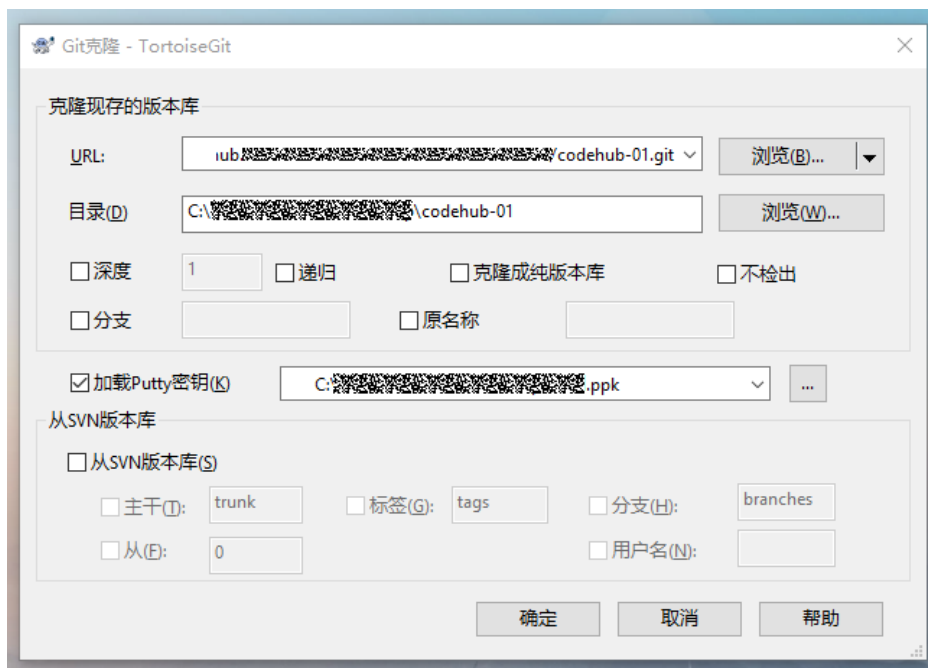 Git克隆 - TortoiseGit
克隆现存的版本库
URL: /codehub-01.git 浏览(B)...
目录(D) C:\ \codehub-01 浏览(W)...
深度 1 递归 克隆成纯版本库 不检出
分支 原名称
加载Putty密钥(K) C: .ppk ...
从SVN版本库
从SVN版本库(S)
主干(T): trunk 标签(G): tags 分支(H): branches
从(F): 0 用户名(N):
确定 取消 帮助